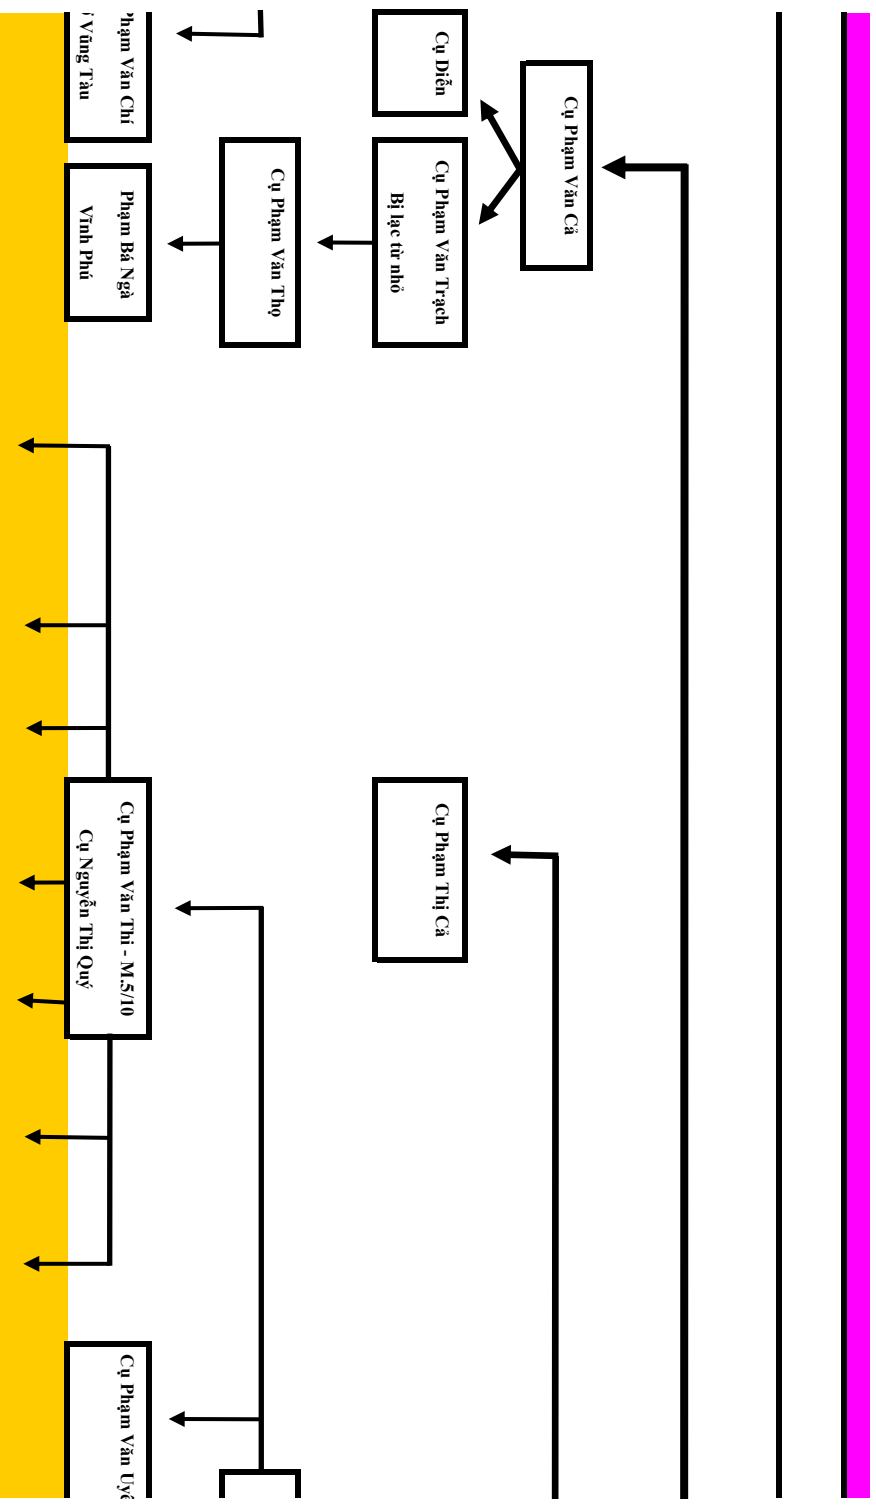 Cụ Phạm Văn Cả
Cụ Diễn
Cụ Phạm Văn Trạch
Bị lạc từ nhỏ
Cụ Phạm Thị Cả
Cụ Phạm Văn Thọ
Phạm Văn Chí
Vũng Tàu
Phạm Bá Ngà
Vĩnh Phú
Cụ Phạm Văn Thi - M.5/10
Cụ Nguyễn Thị Quý
Cụ Phạm Văn